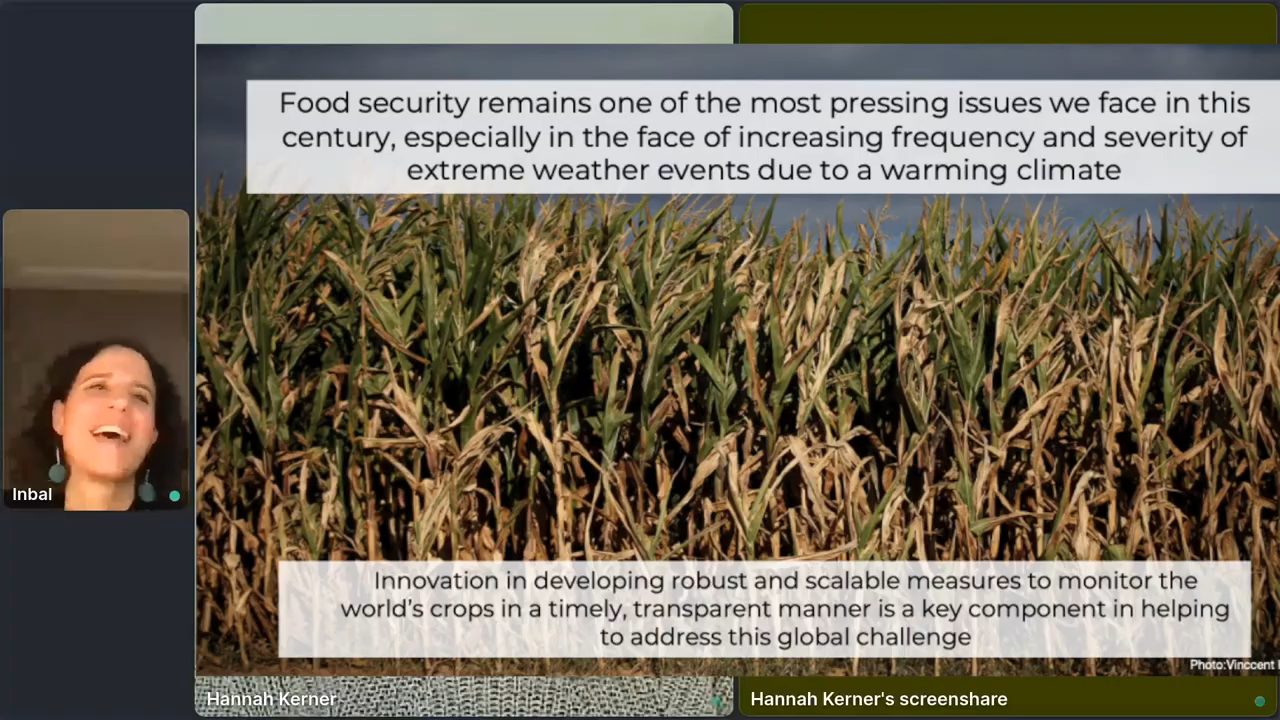 Food security remains one of the most pressing issues we face in this
century, especially in the face of increasing frequency and severity of
extreme weather events due to a warming climate
Inbal
Innovation in developing robust and scalable measures to monitor the
world's crops in a timely, transparent manner is a key component in helping
to address this global challenge
Photo:Vinccent
Hannah Kerner
Hannah Kerner's screenshare